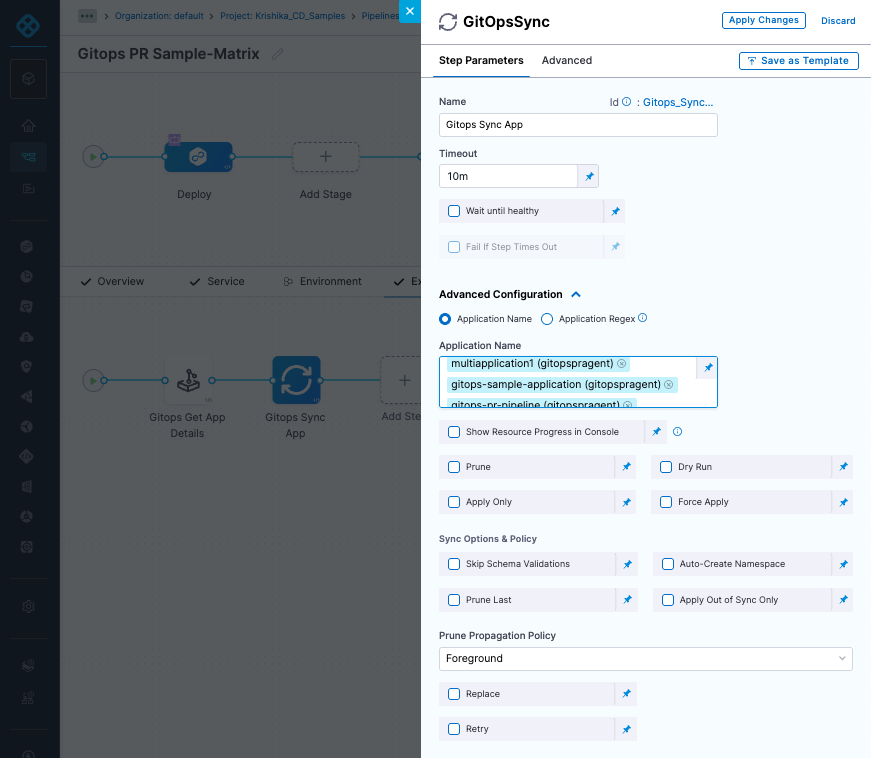 Organization: default > Project: Krishika_CD_Samples > Pipelines
Gitops PR Sample-Matrix
Deploy
Add Stage
Overview
Service
Environment
Gitops Get App
Details
Gitops Sync
App
GitOpsSync
Apply Changes
Discard
Step Parameters
Advanced
Save as Template
Name
Id : Gitops_Sync...
Gitops Sync App
Timeout
10m
Wait until healthy
Fail If Step Times Out
Advanced Configuration
Application Name
Application Regex
Application Name
multiapplication1 (gitopspragent)
gitops-sample-application (gitopspragent)
gitops-pr-pipeline (gitopspragent)
Show Resource Progress in Console
Prune
Dry Run
Apply Only
Force Apply
Sync Options & Policy
Skip Schema Validations
Auto-Create Namespace
Prune Last
Apply Out of Sync Only
Prune Propagation Policy
Foreground
Replace
Retry